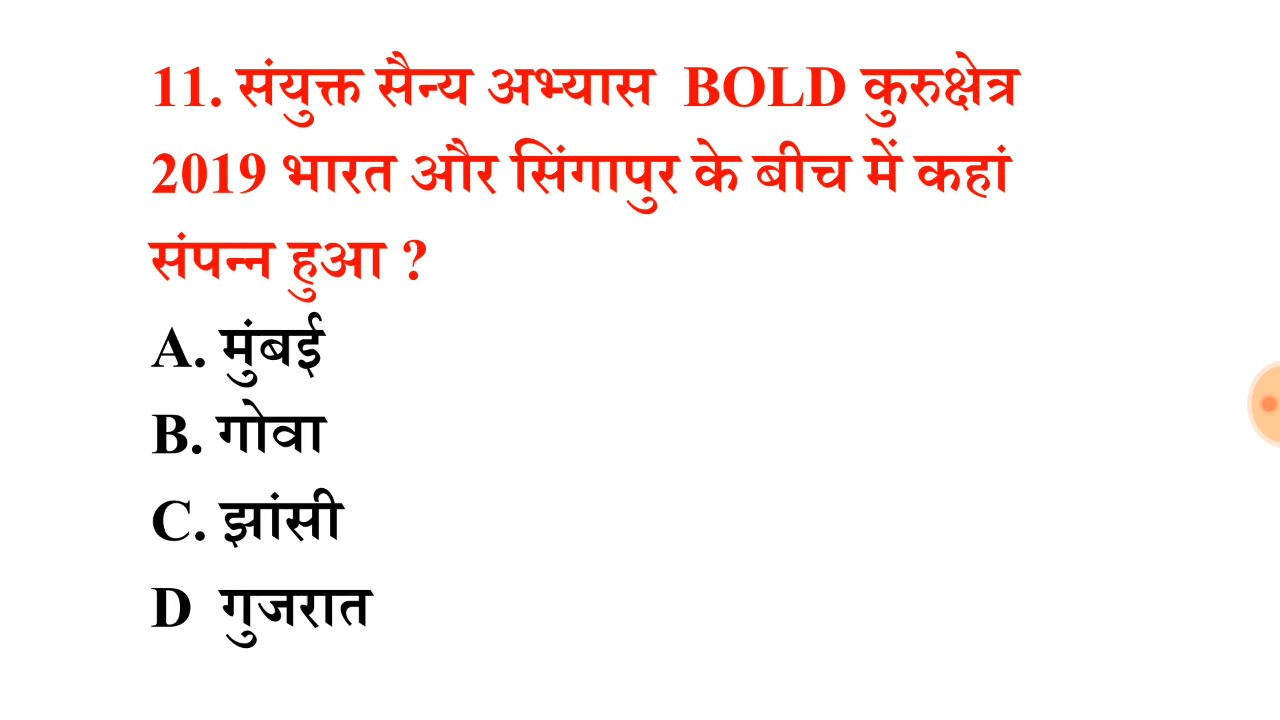 11. संयुक्त सैन्य अभ्यास BOLD कुरुक्षेत्र
2019 भारत और सिंगापुर के बीच में कहां
संपन्न हुआ ?
A. मुंबई
B. गोवा
C. झांसी
D गुजरात